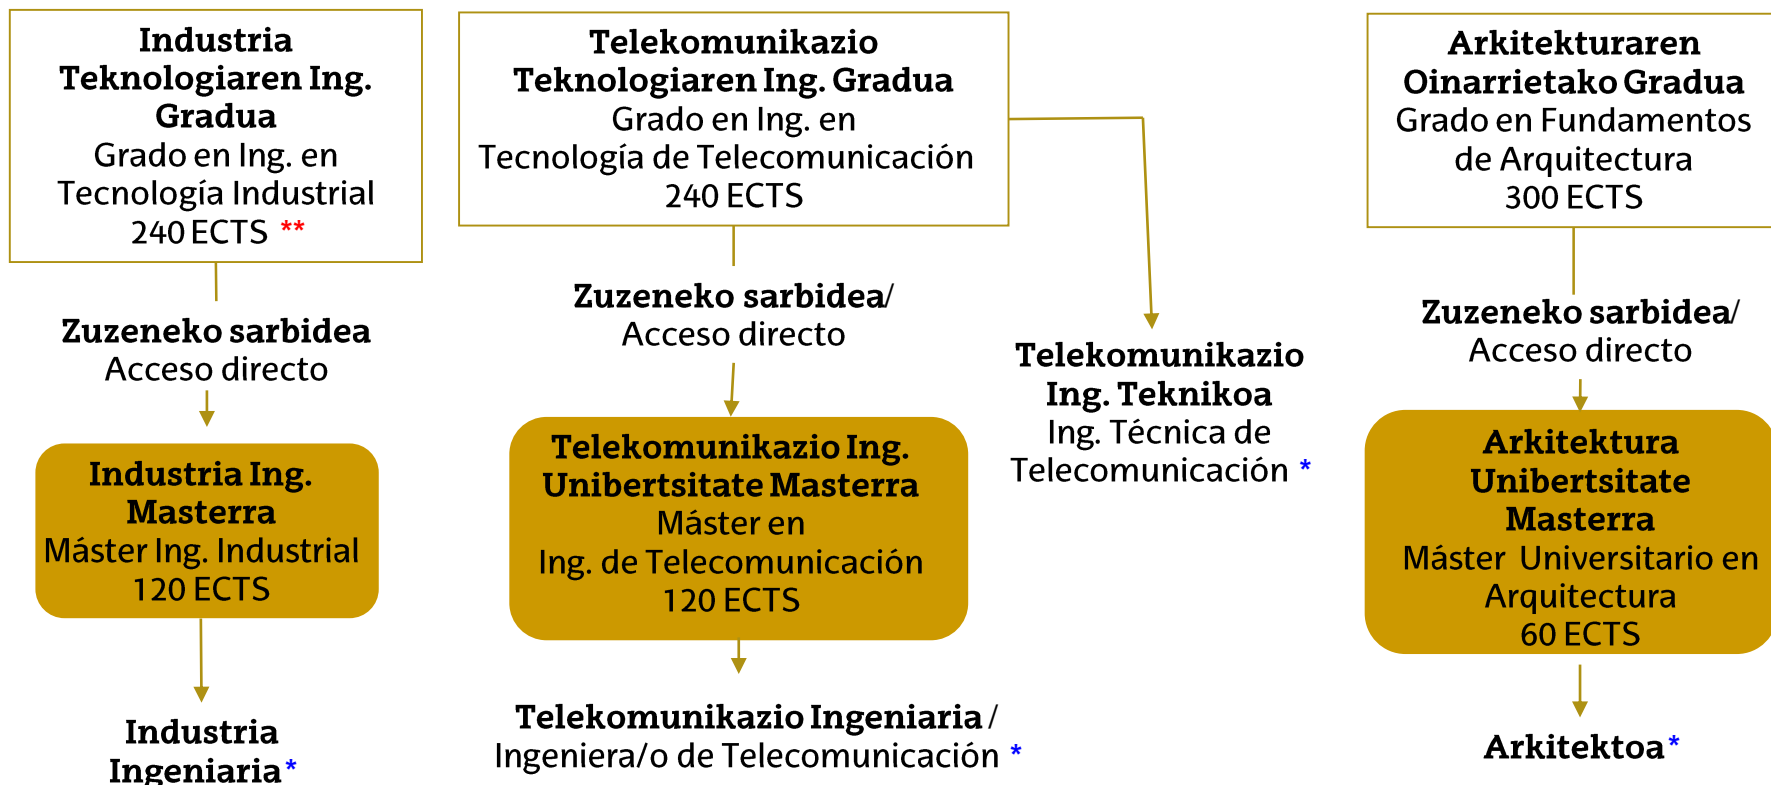 Industria
Teknologiaren Ing.
Gradua
Grado en Ing. en
Tecnología Industrial
240 ECTS **
Zuzeneko sarbidea
Acceso directo
Industria Ing.
Masterra
Máster Ing. Industrial
120 ECTS
Industria
Ingeniaria*
Telekomunikazio
Teknologiaren Ing. Gradua
Grado en Ing. en
Tecnología de Telecomunicación
240 ECTS
Zuzeneko sarbidea/
Acceso directo
Telekomunikazio Ing.
Unibertsitate Masterra
Máster en
Ing. de Telecomunicación
120 ECTS
Telekomunikazio Ingeniaria /
Ingeniera/o de Telecomunicación *
Telekomunikazio
Ing. Teknikoa
Ing. Técnica de
Telecomunicación *
Arkitekturaren
Oinarrietako Gradua
Grado en Fundamentos
de Arquitectura
300 ECTS
Zuzeneko sarbidea/
Acceso directo
Arkitektura
Unibertsitate
Masterra
Máster Universitario en
Arquitectura
60 ECTS
Arkitektoa*